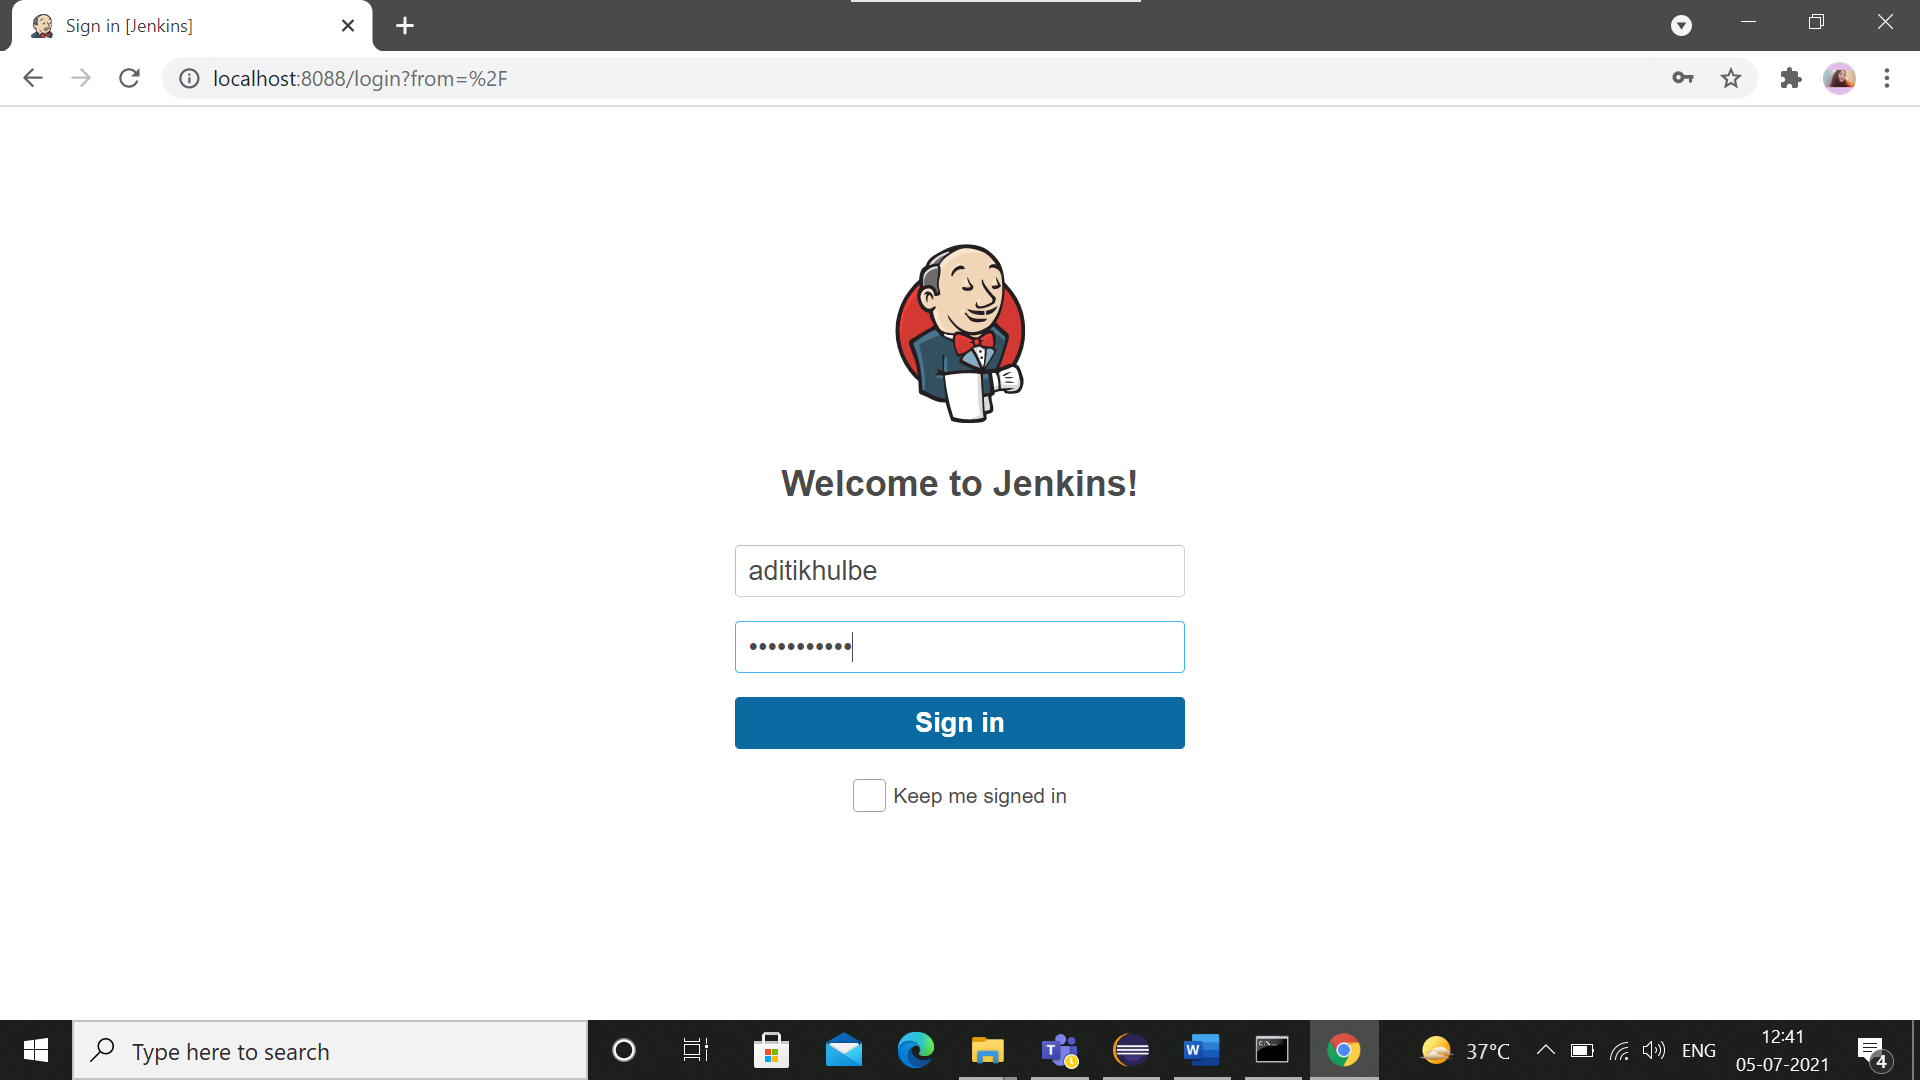 Sign in [Jenkins]
localhost:8088/login?from=%2F
Welcome to Jenkins!
aditikhulbe
•••••••••••
Sign in
Keep me signed in
Type here to search
37°C
ENG
12:41
05-07-2021
4